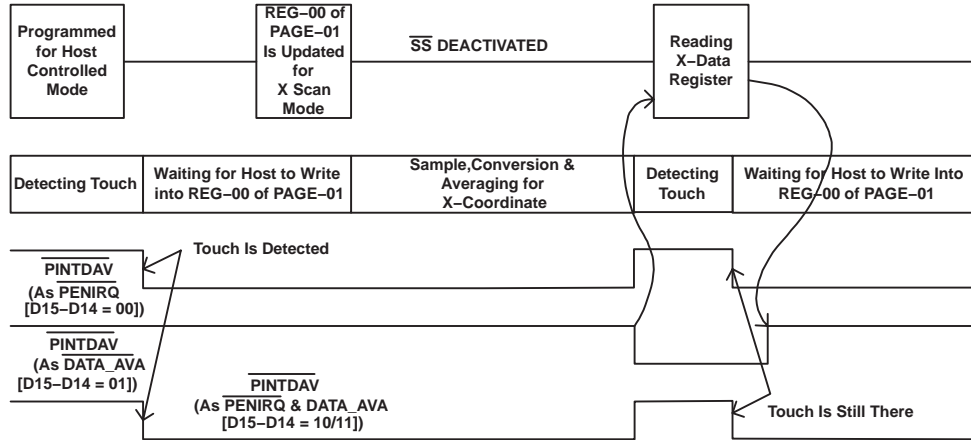 Programmed
for Host
Controlled
Mode
REG–00 of
PAGE–01
Is Updated
for
X Scan
Mode
SS DEACTIVATED
Reading
X–Data
Register
Detecting Touch
Waiting for Host to Write
into REG–00 of PAGE–01
Sample,Conversion &
Averaging for
X–Coordinate
Detecting
Touch
Waiting for Host to Write Into
REG–00 of PAGE–01
Touch Is Detected
PINTDAV
(As PENIRQ
[D15–D14 = 00])
PINTDAV
(As DATA_AVA
[D15–D14 = 01])
PINTDAV
(As PENIRQ & DATA_AVA
[D15–D14 = 10/11])
Touch Is Still There